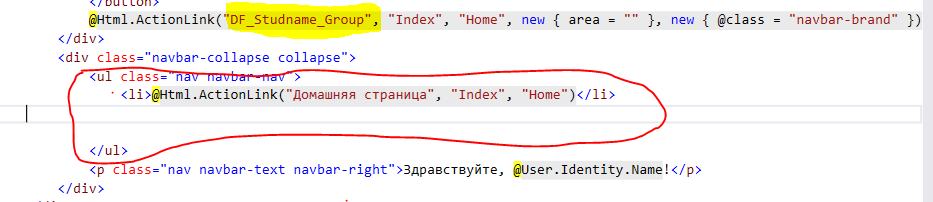 </button>
@Html.ActionLink("DF_Studname_Group", "Index", "Home", new { area = "" }, new { @class = "navbar-brand" })
</div>
<div class="navbar-collapse collapse">
<ul class="nav navbar-nav">
<li>@Html.ActionLink("Домашняя страница", "Index", "Home")</li>
</ul>
<p class="nav navbar-text navbar-right">Здравствуйте, @User.Identity.Name!</p>
</div>